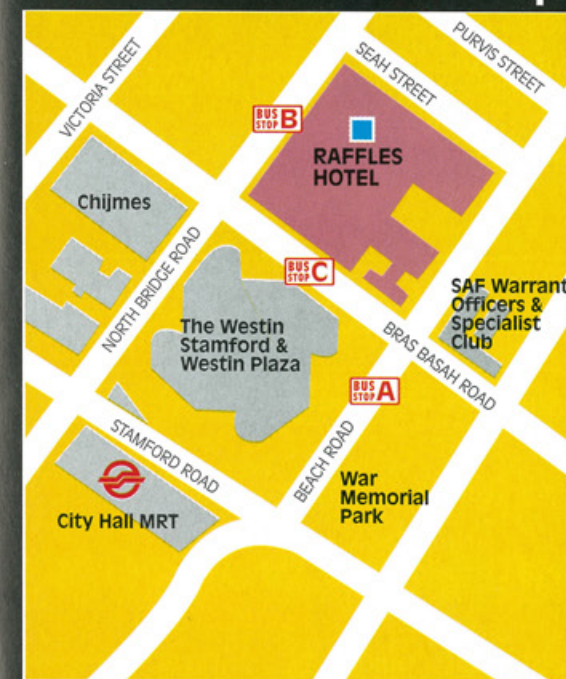 PURVIS STREET
SEAH STREET
VICTORIA STREET
BUS
STOP B
RAFFLES
HOTEL
Chijmes
NORTH BRIDGE ROAD
BUS
STOP C
SAF Warrant
Officers &
Specialist
Club
The Westin
Stamford &
Westin Plaza
BRAS BASAH ROAD
BUS
STOP A
STAMFORD ROAD
BEACH ROAD
War
Memorial
Park
City Hall MRT